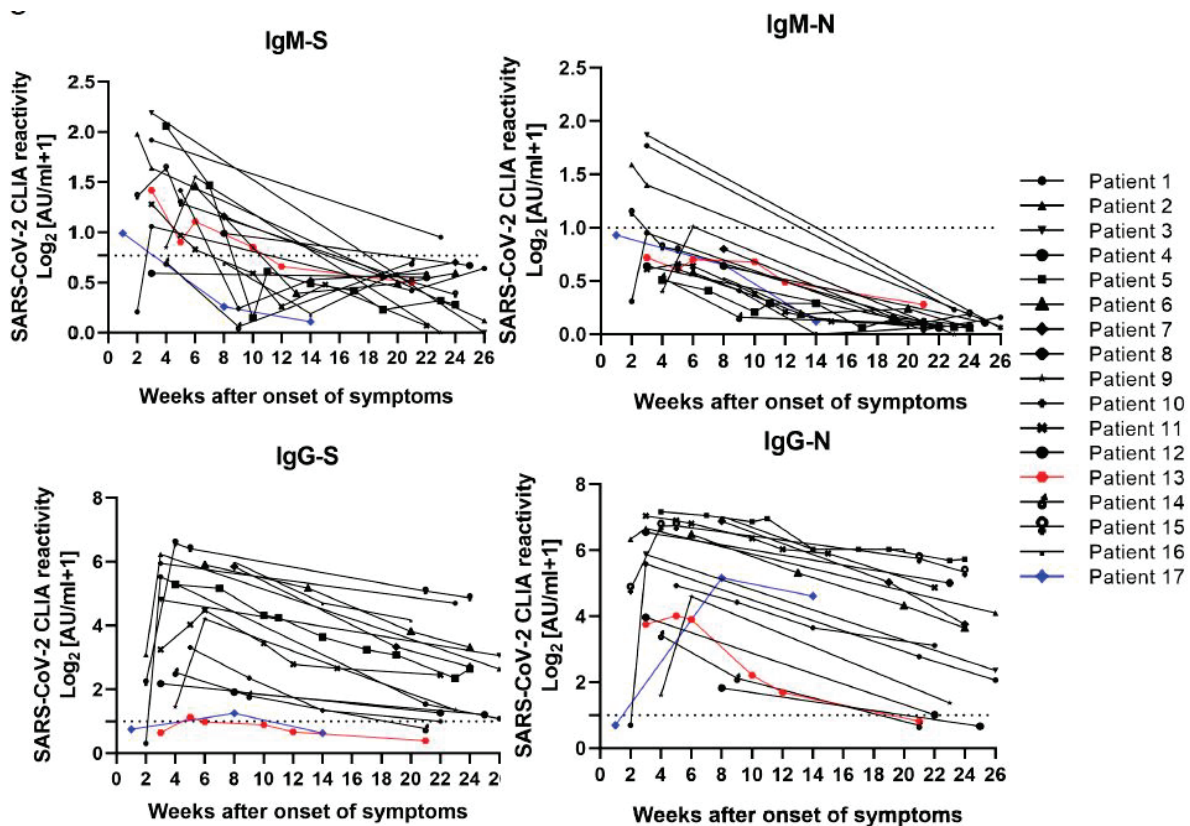 IgM-S
SARS-CoV-2 CLIA reactivity
Log2 [AU/ml+1]
2.5
2.0
1.5
1.0
0.5
0.0
0 2 4 6 8 10 12 14 16 18 20 22 24 26
Weeks after onset of symptoms
IgM-N
SARS-CoV-2 CLIA reactivity
Log2 [AU/ml+1]
2.5
2.0
1.5
1.0
0.5
0.0
0 2 4 6 8 10 12 14 16 18 20 22 24 26
Weeks after onset of symptoms
IgG-S
SARS-CoV-2 CLIA reactivity
Log2 [AU/ml+1]
8
6
4
2
0
0 2 4 6 8 10 12 14 16 18 20 22 24 26
Weeks after onset of symptoms
IgG-N
SARS-CoV-2 CLIA reactivity
Log2 [AU/ml+1]
8
6
4
2
0
0 2 4 6 8 10 12 14 16 18 20 22 24 26
Weeks after onset of symptoms
Patient 1
Patient 2
Patient 3
Patient 4
Patient 5
Patient 6
Patient 7
Patient 8
Patient 9
Patient 10
Patient 11
Patient 12
Patient 13
Patient 14
Patient 15
Patient 16
Patient 17